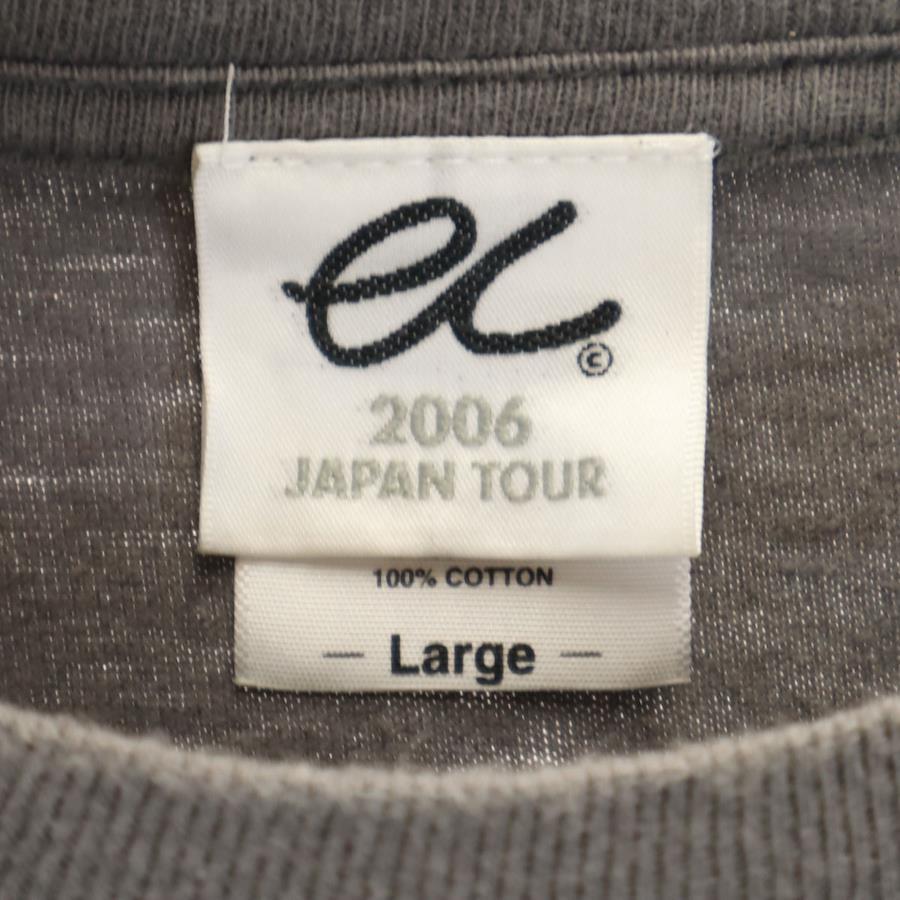 ec ©
2006
JAPAN TOUR
100% COTTON
— Large —